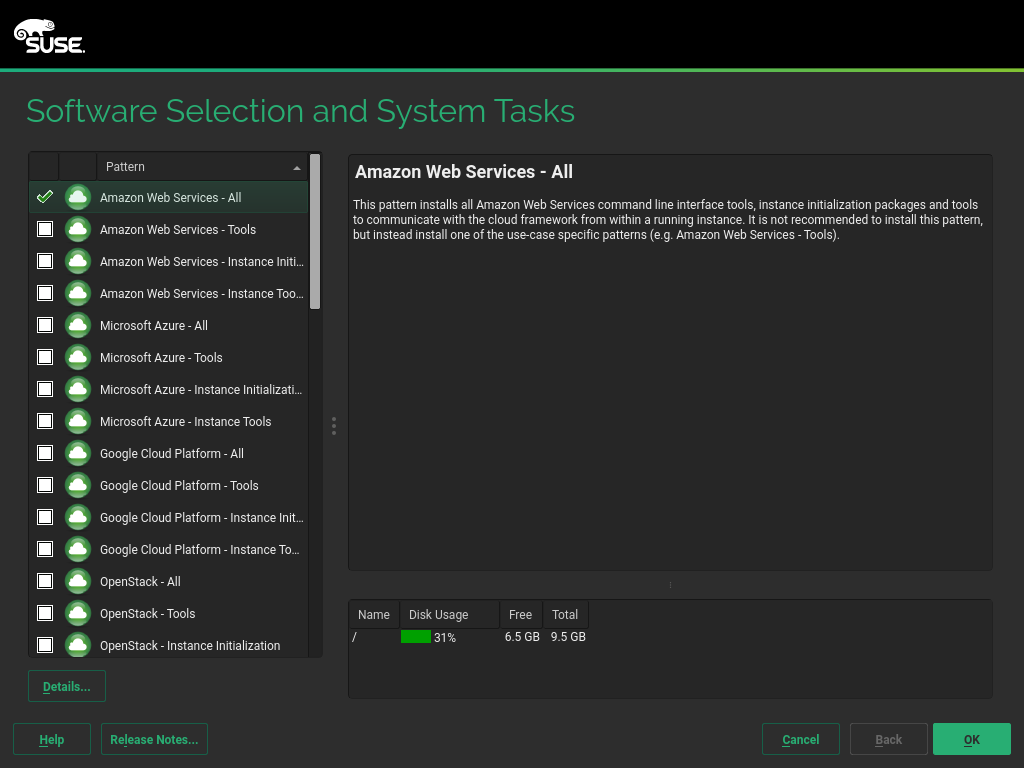 SUSE
Software Selection and System Tasks
Pattern
Amazon Web Services - All
Amazon Web Services - Tools
Amazon Web Services - Instance Initi...
Amazon Web Services - Instance Too...
Microsoft Azure - All
Microsoft Azure - Tools
Microsoft Azure - Instance Initializati...
Microsoft Azure - Instance Tools
Google Cloud Platform - All
Google Cloud Platform - Tools
Google Cloud Platform - Instance Init...
Google Cloud Platform - Instance To...
OpenStack - All
OpenStack - Tools
OpenStack - Instance Initialization
Details...
Amazon Web Services - All
This pattern installs all Amazon Web Services command line interface tools, instance initialization packages and tools
to communicate with the cloud framework from within a running instance. It is not recommended to install this pattern,
but instead install one of the use-case specific patterns (e.g. Amazon Web Services - Tools).
Name Disk Usage Free Total
/ 31% 6.5 GB 9.5 GB
Help Release Notes... Cancel Back OK